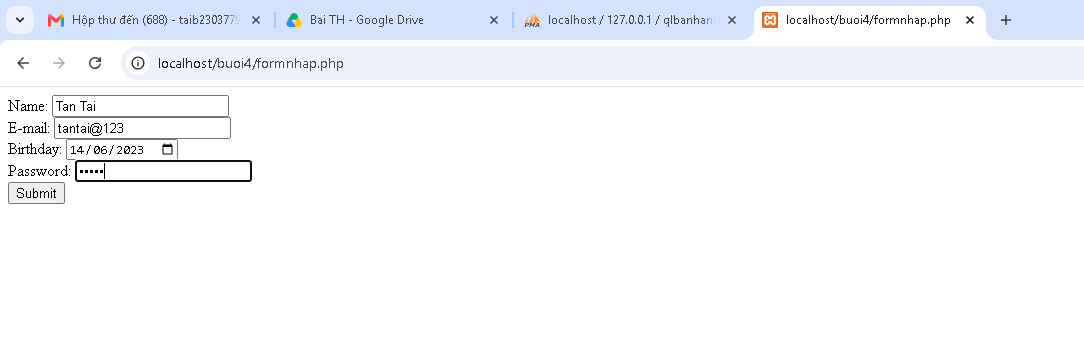 Hộp thư đến (688) - taib2303779
Bai TH - Google Drive
localhost / 127.0.0.1 / qlbanhang
localhost/buoi4/formnhap.php
localhost/buoi4/formnhap.php
Name: Tan Tai
E-mail: tantai@123
Birthday: 14/06/2023
Password: •••••
Submit